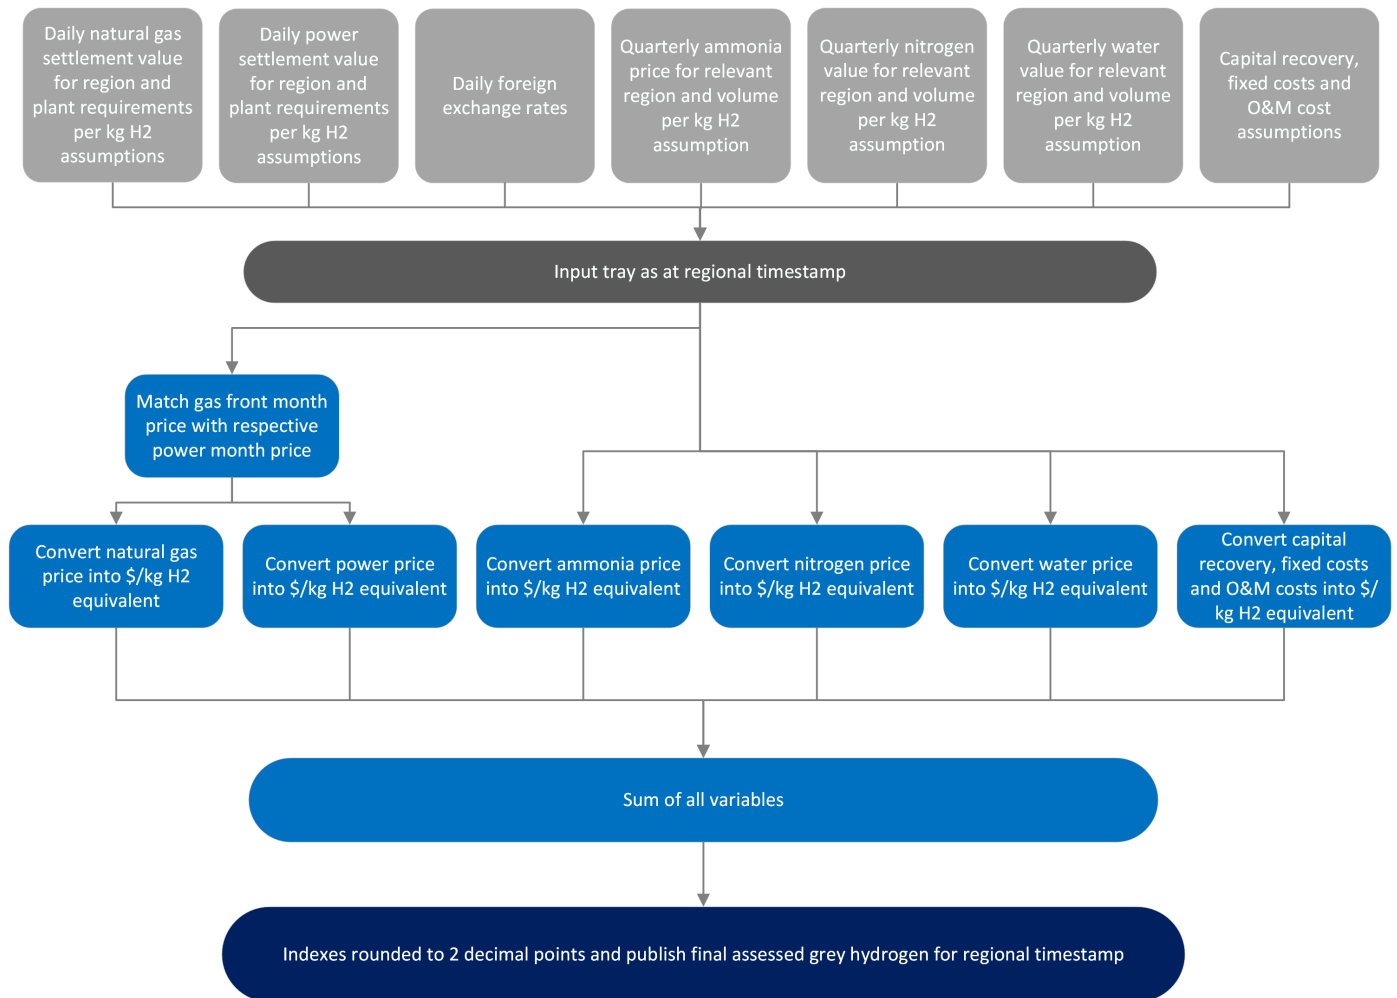 Daily natural gas
settlement value
for region and
plant requirements
per kg H2
assumptions
Daily power
settlement value
for region and
plant requirements
per kg H2
assumptions
Daily foreign
exchange rates
Quarterly ammonia
price for relevant
region and volume
per kg H2
assumption
Quarterly nitrogen
value for relevant
region and volume
per kg H2
assumption
Quarterly water
value for relevant
region and volume
per kg H2
assumption
Capital recovery,
fixed costs and
O&M cost
assumptions
Input tray as at regional timestamp
Match gas front month
price with respective
power month price
Convert natural gas
price into $/kg H2
equivalent
Convert power price
into $/kg H2 equivalent
Convert ammonia price
into $/kg H2 equivalent
Convert nitrogen price
into $/kg H2 equivalent
Convert water price
into $/kg H2 equivalent
Convert capital
recovery, fixed costs
and O&M costs into $/
kg H2 equivalent
Sum of all variables
Indexes rounded to 2 decimal points and publish final assessed grey hydrogen for regional timestamp